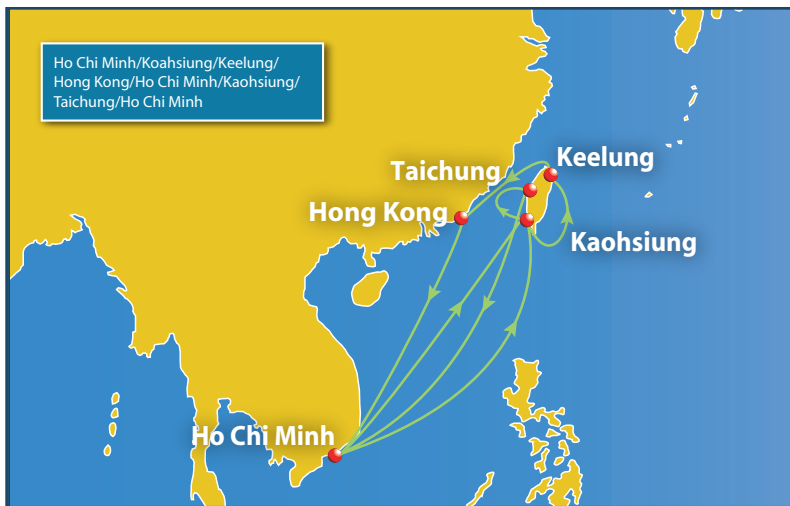 Ho Chi Minh/Koahsiung/Keelung/
Hong Kong/Ho Chi Minh/Kaohsiung/
Taichung/Ho Chi Minh
Keelung
Taichung
Hong Kong
Kaohsiung
Ho Chi Minh